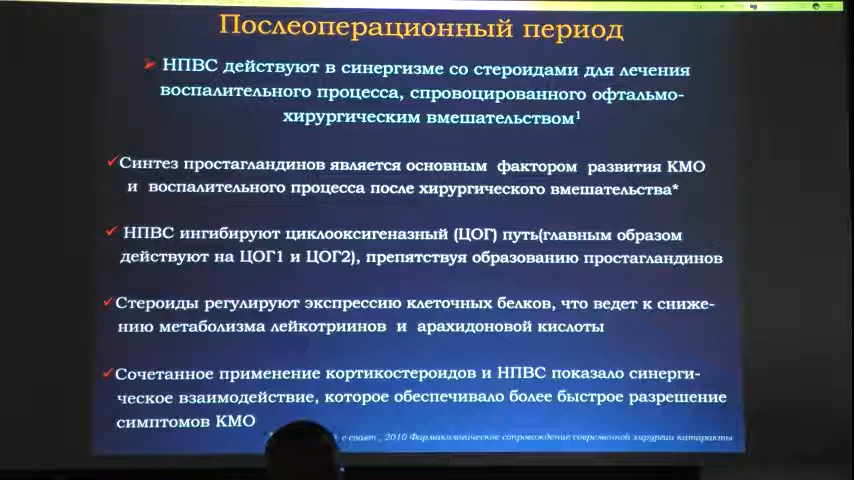 Послеоперационный период
НПВС действуют в синергизме со стероидами для лечения
воспалительного процесса, спровоцированного офтальмо-
хирургическим вмешательством¹
Синтез простагландинов является основным фактором развития КМО
и воспалительного процесса после хирургического вмешательства*
НПВС ингибируют циклооксигеназный (ЦОГ) путь(главным образом
действуют на ЦОГ1 и ЦОГ2), препятствуя образованию простагландинов
Стероиды регулируют экспрессию клеточных белков, что ведет к сниже-
нию метаболизма лейкотриинов и арахидоновой кислоты
Сочетанное применение кортикостероидов и НПВС показало синерги-
ческое взаимодействие, которое обеспечивало более быстрое разрешение
симптомов КМО
с соавт., 2010 Фармакологическое сопровождение современной хирургии катаракты